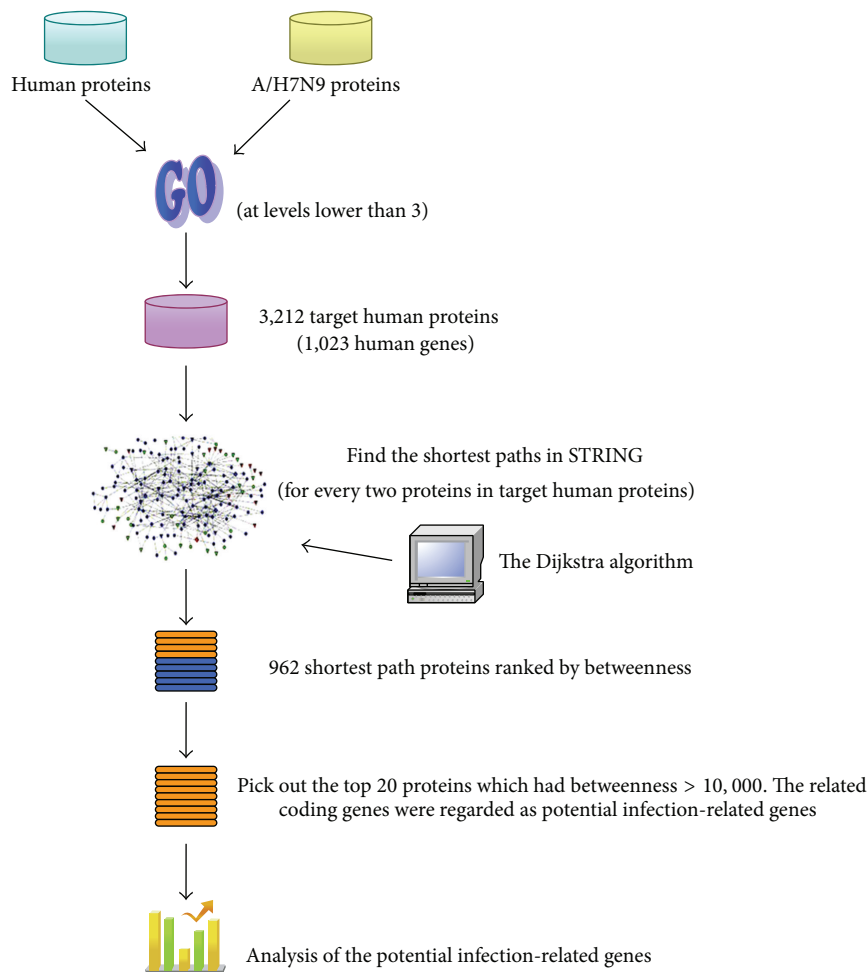 Human proteins
A/H7N9 proteins
GO
(at levels lower than 3)
3,212 target human proteins
(1,023 human genes)
Find the shortest paths in STRING
(for every two proteins in target human proteins)
The Dijkstra algorithm
962 shortest path proteins ranked by betweenness
Pick out the top 20 proteins which had betweenness > 10, 000. The related
coding genes were regarded as potential infection-related genes
Analysis of the potential infection-related genes